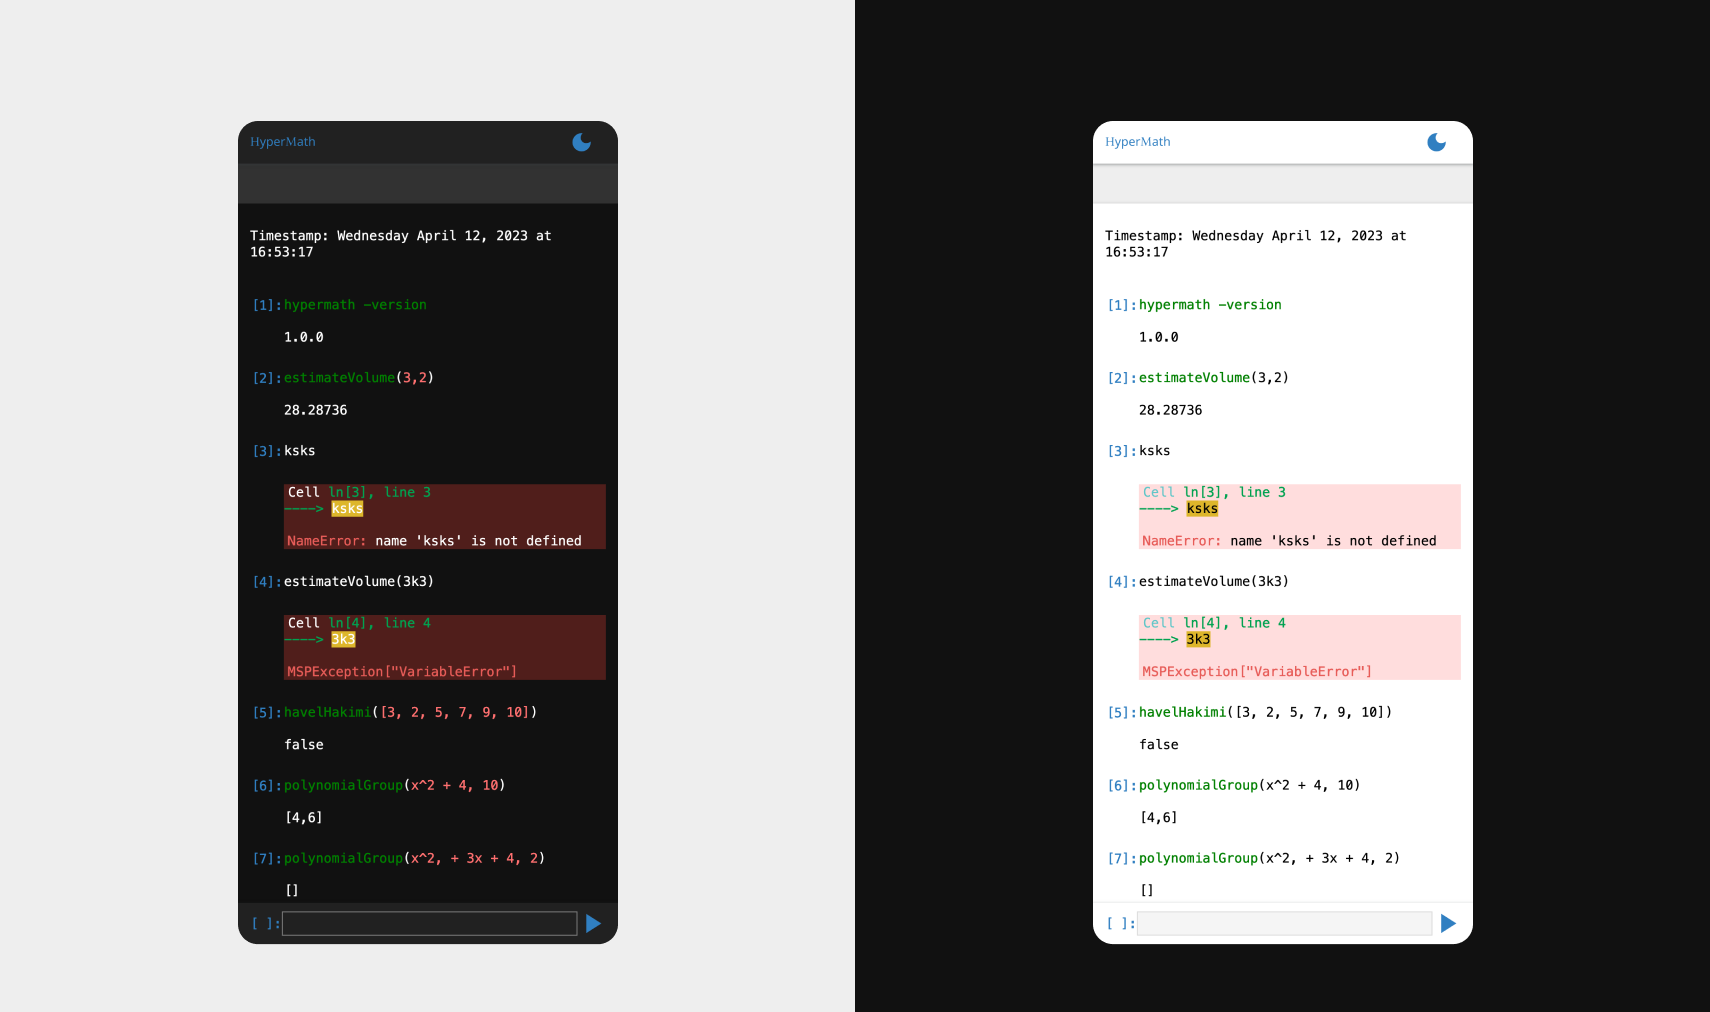 HyperMath
Timestamp: Wednesday April 12, 2023 at
16:53:17
[1]:hypermath -version
1.0.0
[2]:estimateVolume(3,2)
28.28736
[3]:ksks
Cell ln[3], line 3
----> ksks
NameError: name 'ksks' is not defined
[4]:estimateVolume(3k3)
Cell ln[4], line 4
----> 3k3
MSPException["VariableError"]
[5]:havelHakimi([3, 2, 5, 7, 9, 10])
false
[6]:polynomialGroup(x^2 + 4, 10)
[4,6]
[7]:polynomialGroup(x^2, + 3x + 4, 2)
[]
[ ]:
HyperMath
Timestamp: Wednesday April 12, 2023 at
16:53:17
[1]:hypermath -version
1.0.0
[2]:estimateVolume(3,2)
28.28736
[3]:ksks
Cell ln[3], line 3
----> ksks
NameError: name 'ksks' is not defined
[4]:estimateVolume(3k3)
Cell ln[4], line 4
----> 3k3
MSPException["VariableError"]
[5]:havelHakimi([3, 2, 5, 7, 9, 10])
false
[6]:polynomialGroup(x^2 + 4, 10)
[4,6]
[7]:polynomialGroup(x^2, + 3x + 4, 2)
[]
[ ]: